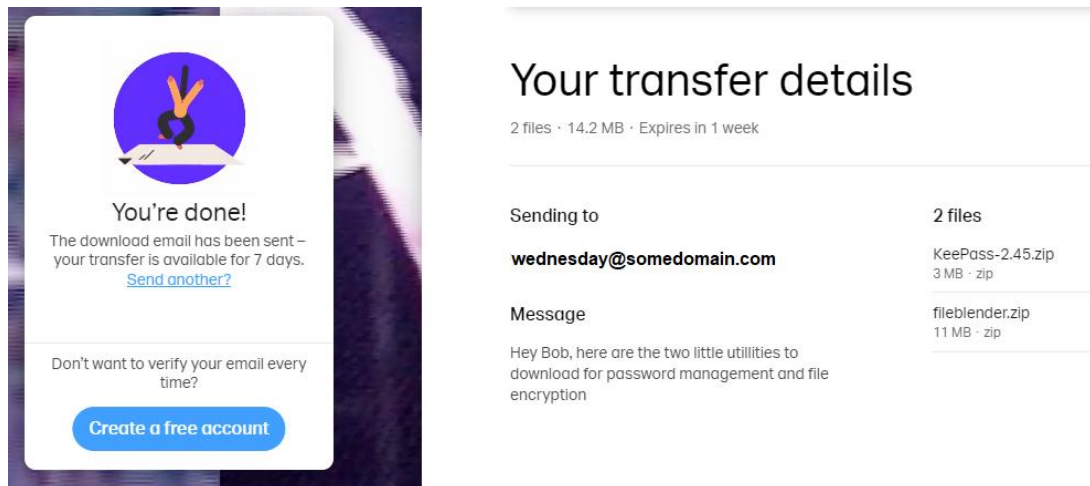 You're done!
The download email has been sent –
your transfer is available for 7 days.
Send another?
Don't want to verify your email every
time?
Create a free account
Your transfer details
2 files · 14.2 MB · Expires in 1 week
Sending to
wednesday@somedomain.com
Message
Hey Bob, here are the two little utillities to
download for password management and file
encryption
2 files
KeePass-2.45.zip
3 MB · zip
fileblender.zip
11 MB · zip